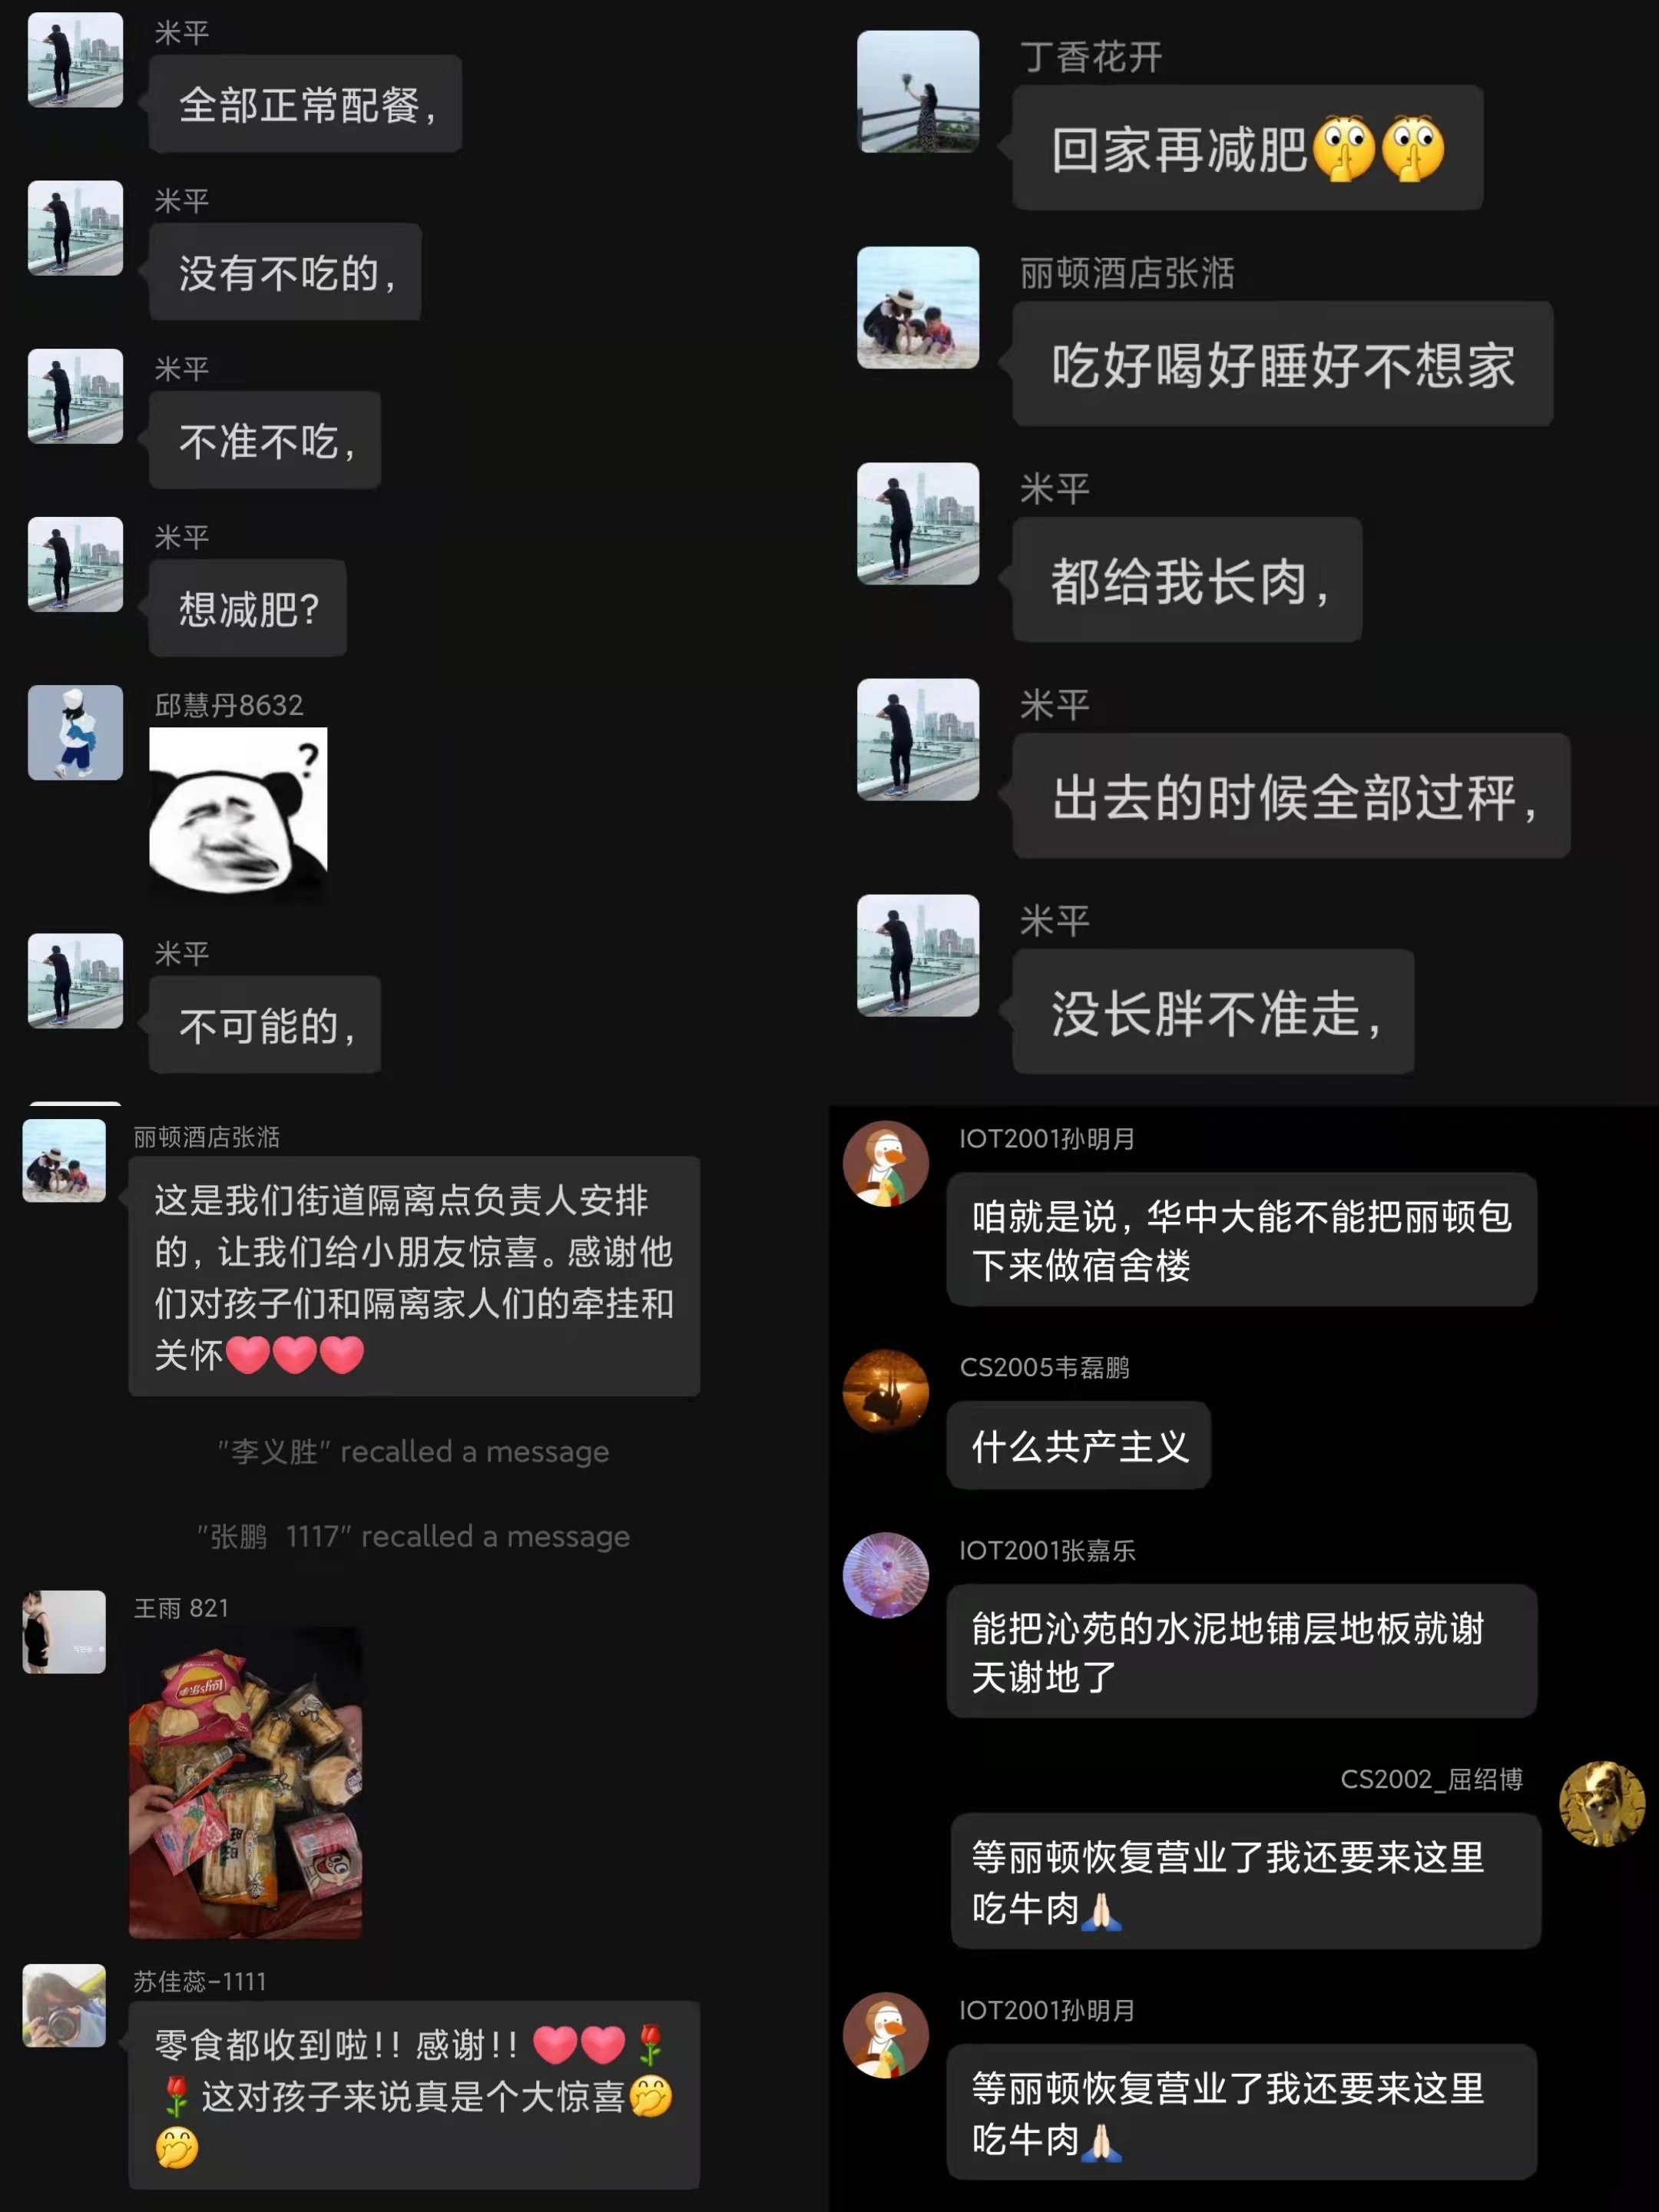 米平
全部正常配餐，
米平
没有不吃的，
米平
不准不吃，
米平
想减肥？
邱慧丹8632
?
米平
不可能的，
丁香花开
回家再减肥🤫🤫
丽顿酒店张湉
吃好喝好睡好不想家
米平
都给我长肉，
米平
出去的时候全部过秤，
米平
没长胖不准走，
丽顿酒店张湉
这是我们街道隔离点负责人安排
的，让我们给小朋友惊喜。感谢他
们对孩子们和隔离家人们的牵挂和
关怀❤❤❤
"李义胜" recalled a message
"张鹏 1117" recalled a message
王雨 821
Lay's乐事
旺
苏佳蕊-1111
零食都收到啦！！感谢！！❤❤🌹
🌹这对孩子来说真是个大惊喜🤭
🤭
IOT2001孙明月
咱就是说，华中大能不能把丽顿包
下来做宿舍楼
CS2005韦磊鹏
什么共产主义
IOT2001张嘉乐
能把沁苑的水泥地铺层地板就谢
天谢地了
CS2002_屈绍博
等丽顿恢复营业了我还要来这里
吃牛肉🙏🏻
IOT2001孙明月
等丽顿恢复营业了我还要来这里
吃牛肉🙏🏻